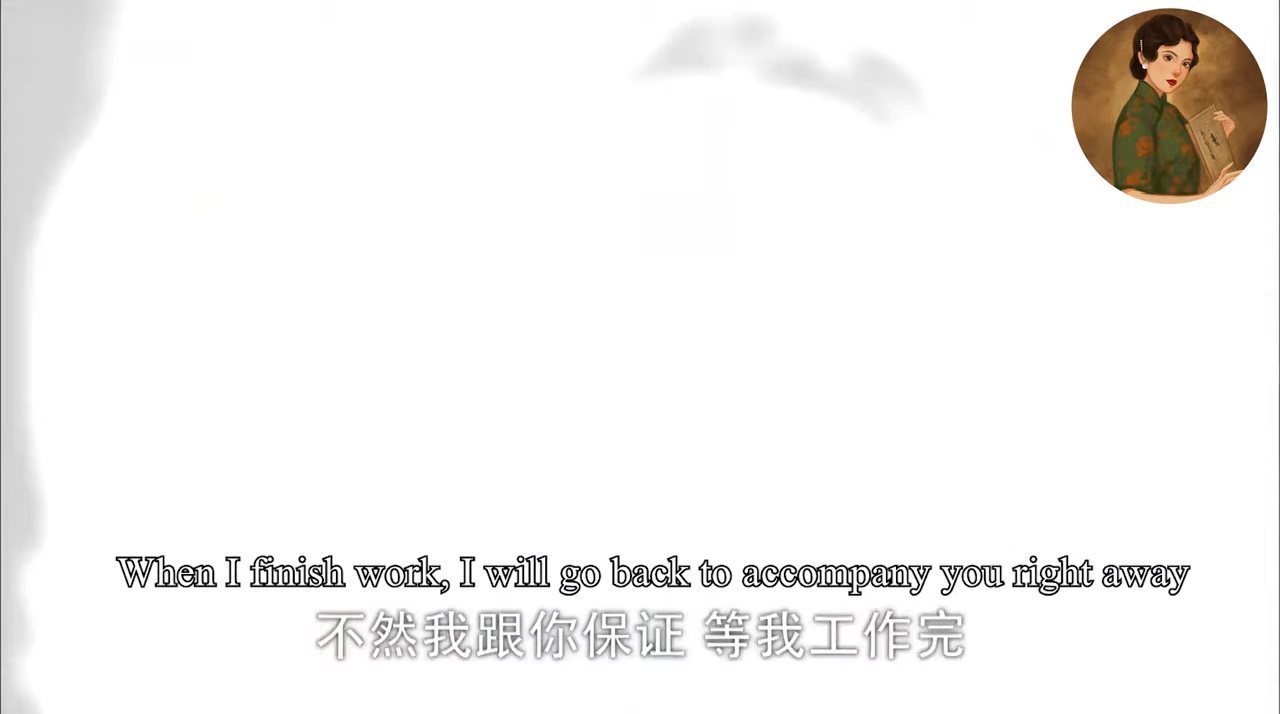 When I finish work, I will go back to accompany you right away
不然我跟你保证 等我工作完